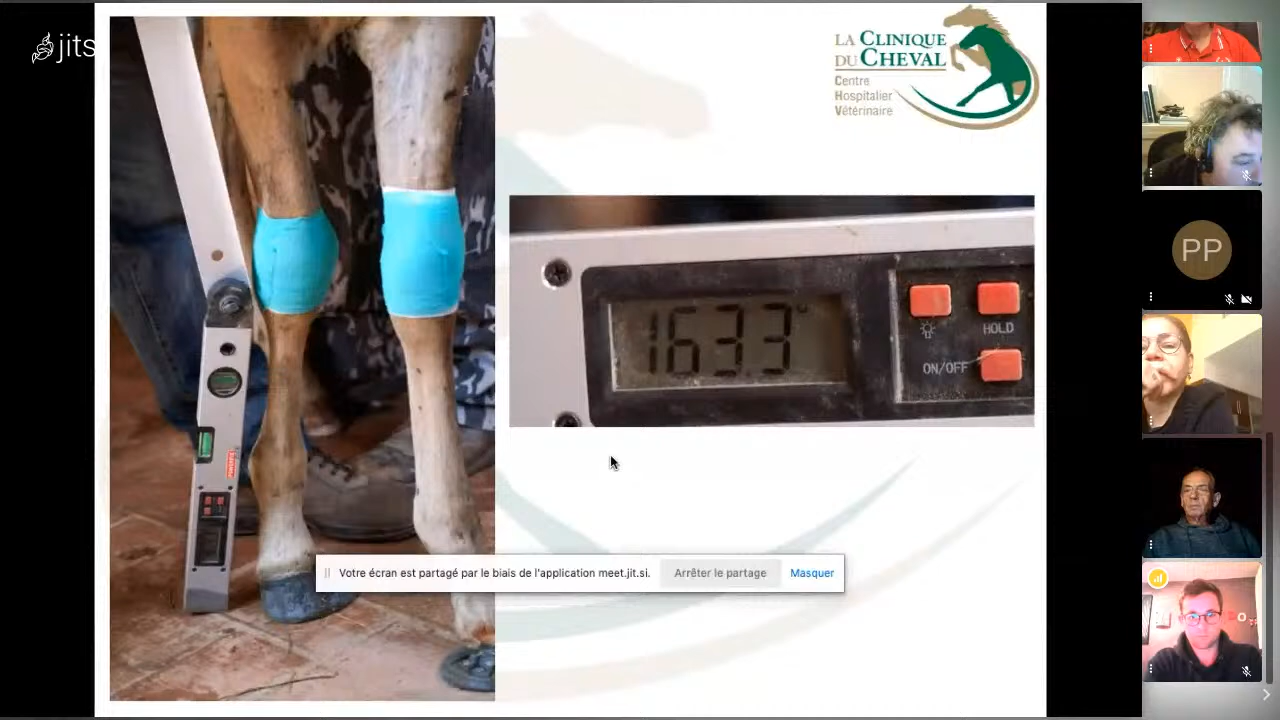 jits
LA CLINIQUE
DU CHEVAL
Centre
Hospitalier
Vétérinaire
163.3°
HOLD
ON/OFF
PP
Votre écran est partagé par le biais de l'application meet.jit.si.
Arrêter le partage
Masquer